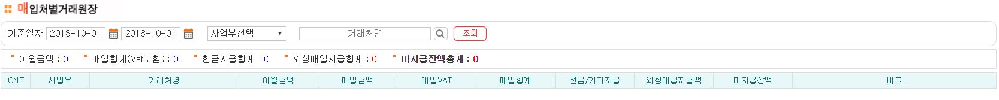 매입처별거래원장
기준일자 2018-10-01 2018-10-01 사업부선택 거래처명 조회
이월금액 : 0 매입합계(Vat포함) : 0 현금지급합계 : 0 외상매입지급합계 : 0 미지급잔액총계 : 0
CNT 사업부 거래처명 이월금액 매입금액 매입VAT 매입합계 현금/기타지급 외상매입지급액 미지급잔액 비고